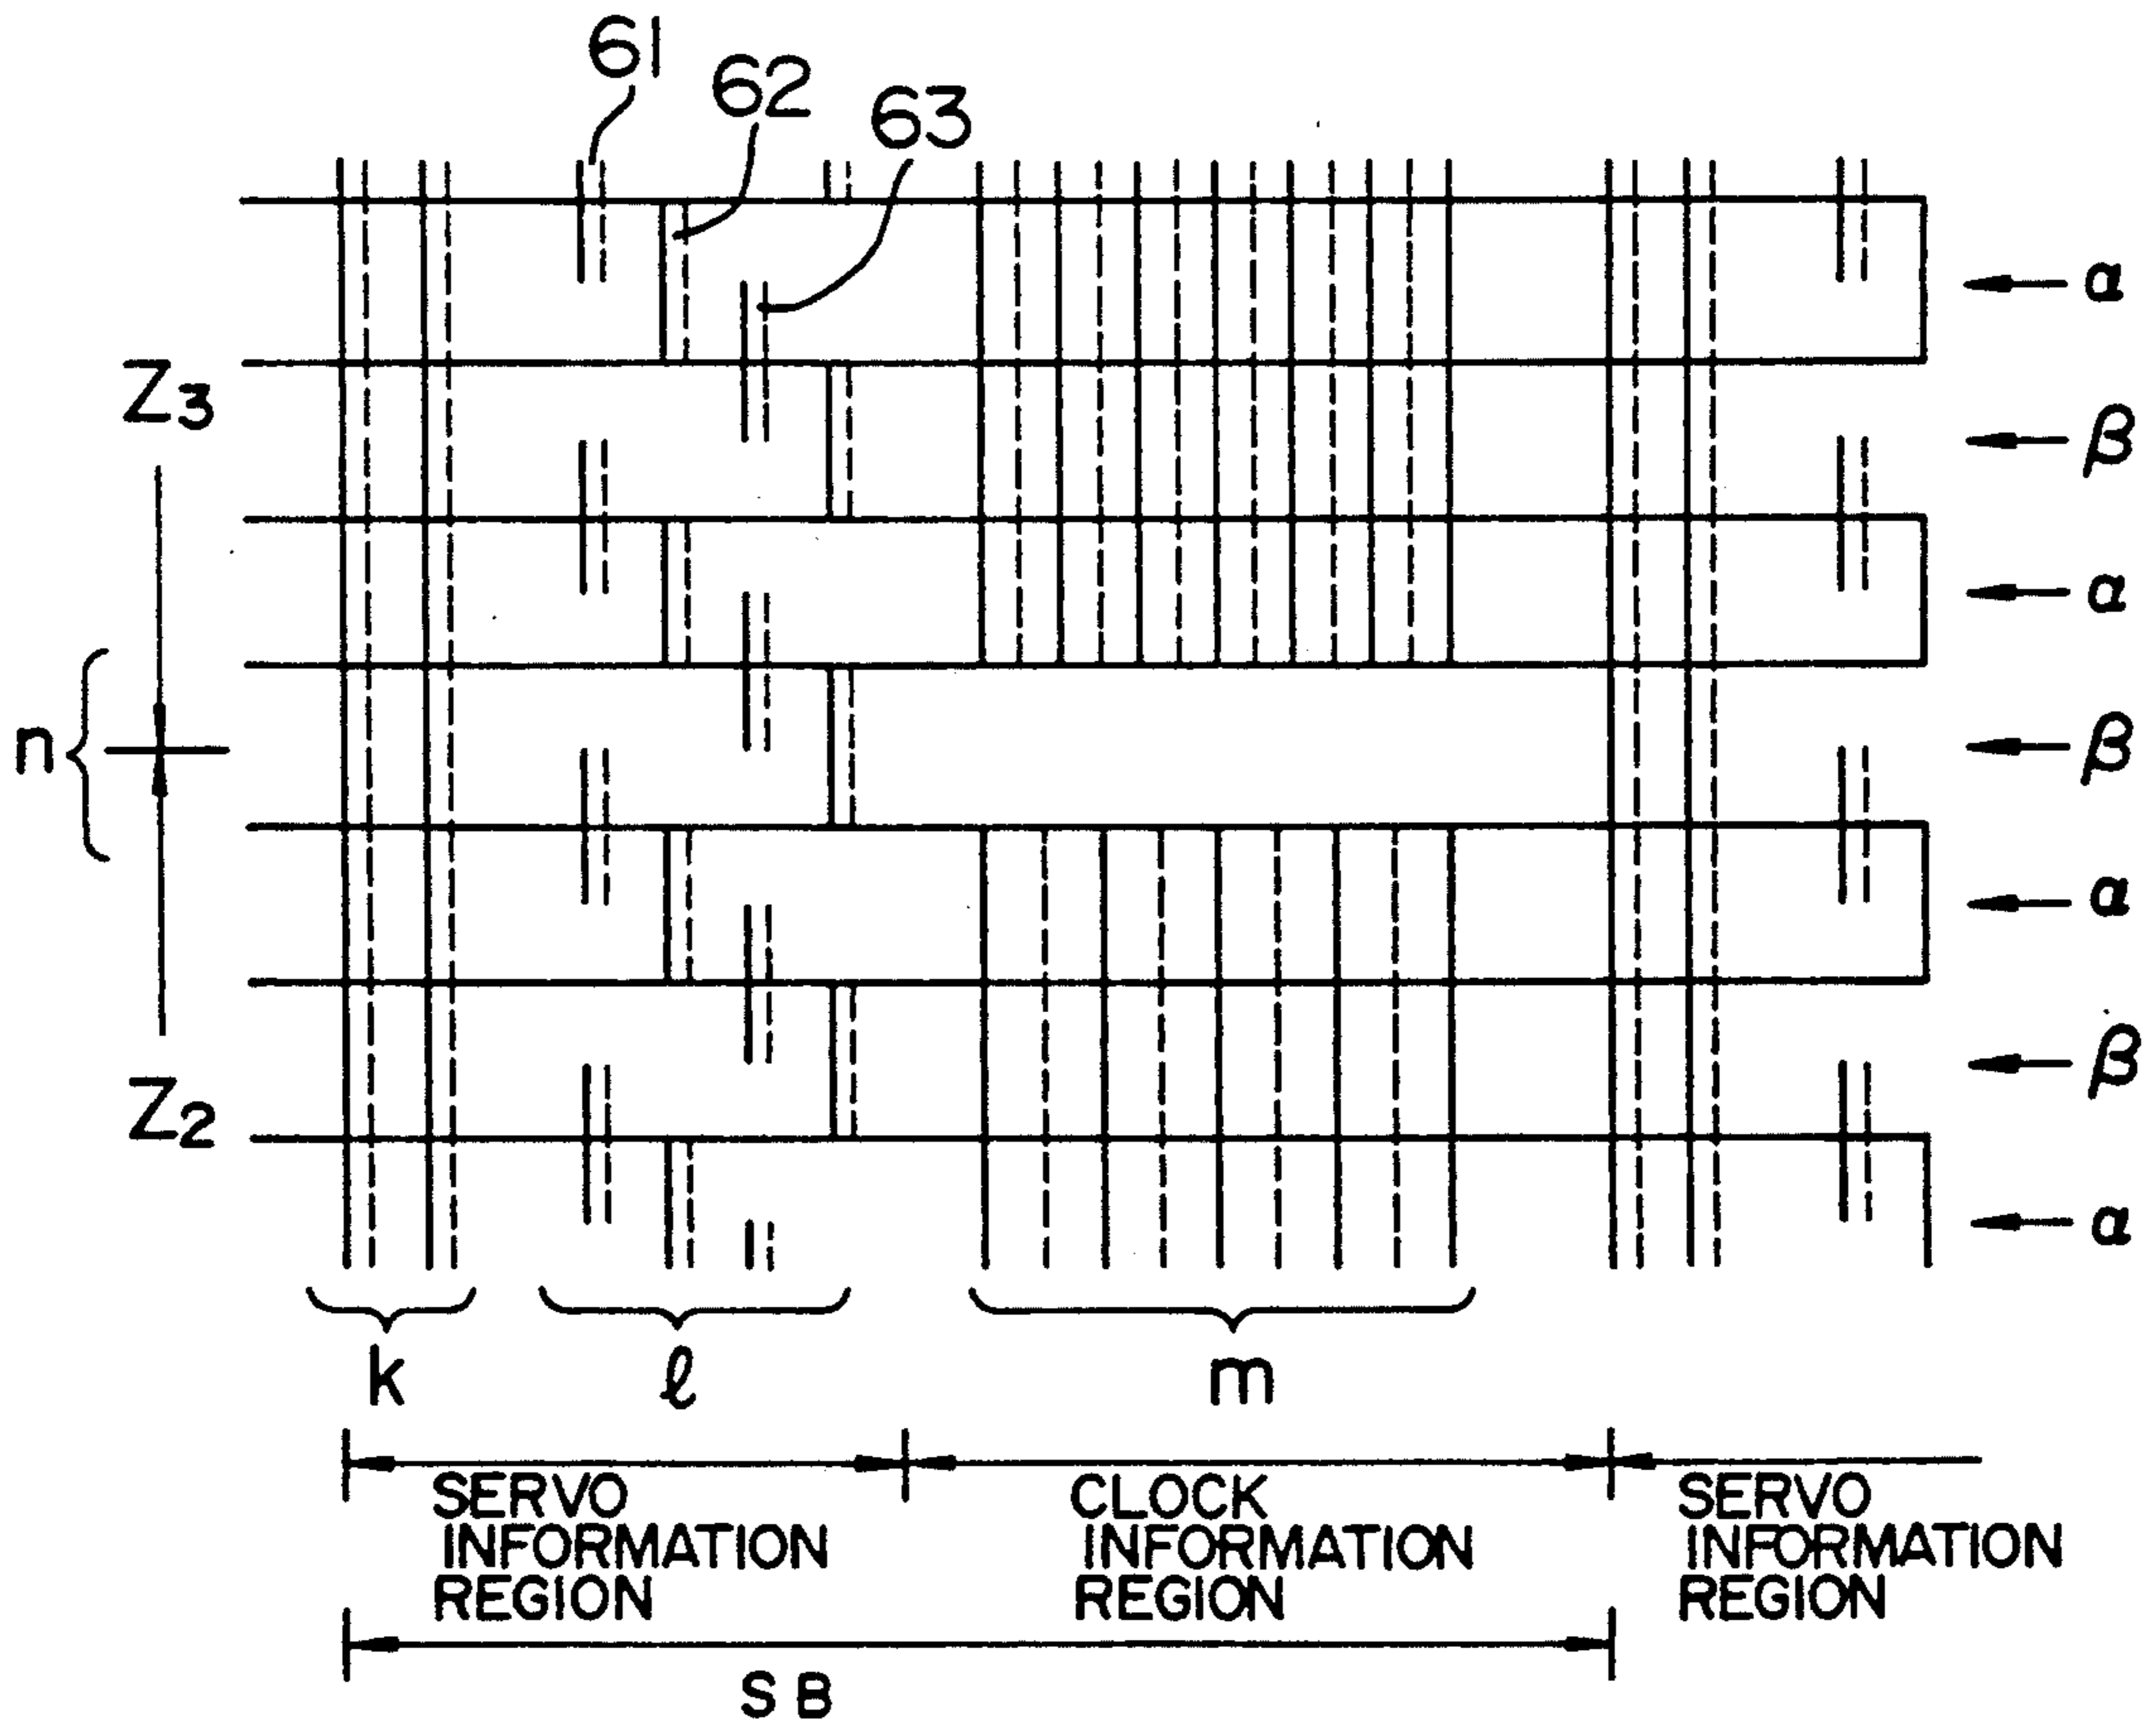 61
62
63
α
Z3
β
α
n
β
α
β
Z2
α
k
ℓ
m
SERVO
INFORMATION
REGION
CLOCK
INFORMATION
REGION
SERVO
INFORMATION
REGION
SB